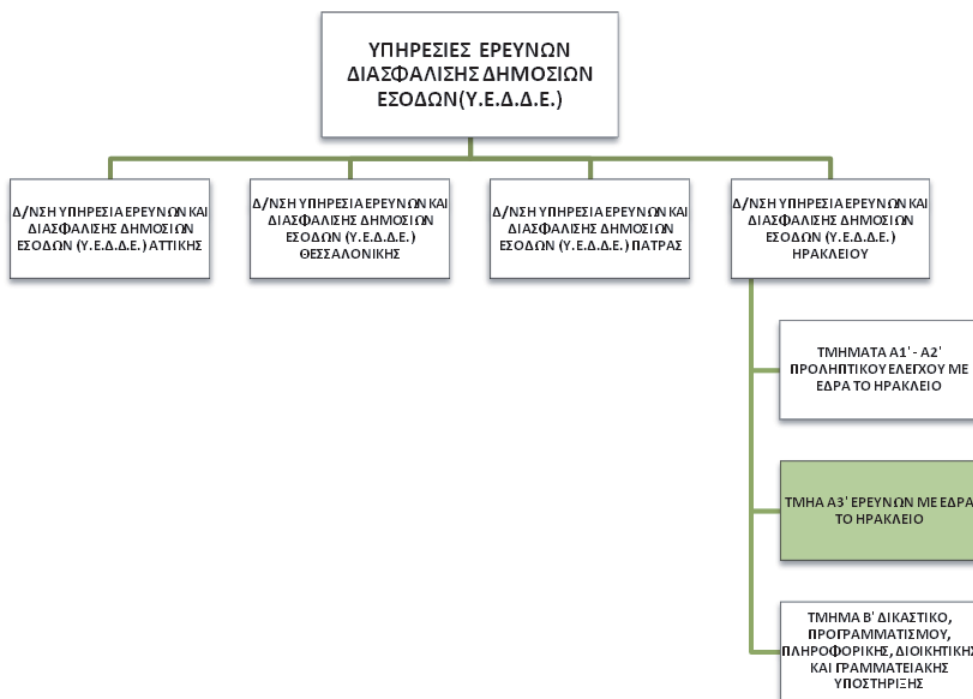 ΥΠΗΡΕΣΙΕΣ ΕΡΕΥΝΩΝ
ΔΙΑΣΦΑΛΙΣΗΣ ΔΗΜΟΣΙΩΝ
ΕΣΟΔΩΝ(Υ.Ε.Δ.Δ.Ε.)
Δ/ΝΣΗ ΥΠΗΡΕΣΙΑ ΕΡΕΥΝΩΝ ΚΑΙ
ΔΙΑΣΦΑΛΙΣΗΣ ΔΗΜΟΣΙΩΝ
ΕΣΟΔΩΝ (Υ.Ε.Δ.Δ.Ε.) ΑΤΤΙΚΗΣ
Δ/ΝΣΗ ΥΠΗΡΕΣΙΑ ΕΡΕΥΝΩΝ ΚΑΙ
ΔΙΑΣΦΑΛΙΣΗΣ ΔΗΜΟΣΙΩΝ
ΕΣΟΔΩΝ (Υ.Ε.Δ.Δ.Ε.)
ΘΕΣΣΑΛΟΝΙΚΗΣ
Δ/ΝΣΗ ΥΠΗΡΕΣΙΑ ΕΡΕΥΝΩΝ ΚΑΙ
ΔΙΑΣΦΑΛΙΣΗΣ ΔΗΜΟΣΙΩΝ
ΕΣΟΔΩΝ (Υ.Ε.Δ.Δ.Ε.) ΠΑΤΡΑΣ
Δ/ΝΣΗ ΥΠΗΡΕΣΙΑ ΕΡΕΥΝΩΝ ΚΑΙ
ΔΙΑΣΦΑΛΙΣΗΣ ΔΗΜΟΣΙΩΝ
ΕΣΟΔΩΝ (Υ.Ε.Δ.Δ.Ε.)
ΗΡΑΚΛΕΙΟΥ
ΤΜΗΜΑΤΑ Α1' - Α2'
ΠΡΟΛΗΠΤΙΚΟΥ ΕΛΕΓΧΟΥ ΜΕ
ΕΔΡΑ ΤΟ ΗΡΑΚΛΕΙΟ
ΤΜΗΑ Α3' ΕΡΕΥΝΩΝ ΜΕ ΕΔΡΑ
ΤΟ ΗΡΑΚΛΕΙΟ
ΤΜΗΜΑ Β' ΔΙΚΑΣΤΙΚΟ,
ΠΡΟΓΡΑΜΜΑΤΙΣΜΟΥ,
ΠΛΗΡΟΦΟΡΙΚΗΣ, ΔΙΟΙΚΗΤΙΚΗΣ
ΚΑΙ ΓΡΑΜΜΑΤΕΙΑΚΗΣ
ΥΠΟΣΤΗΡΙΞΗΣ